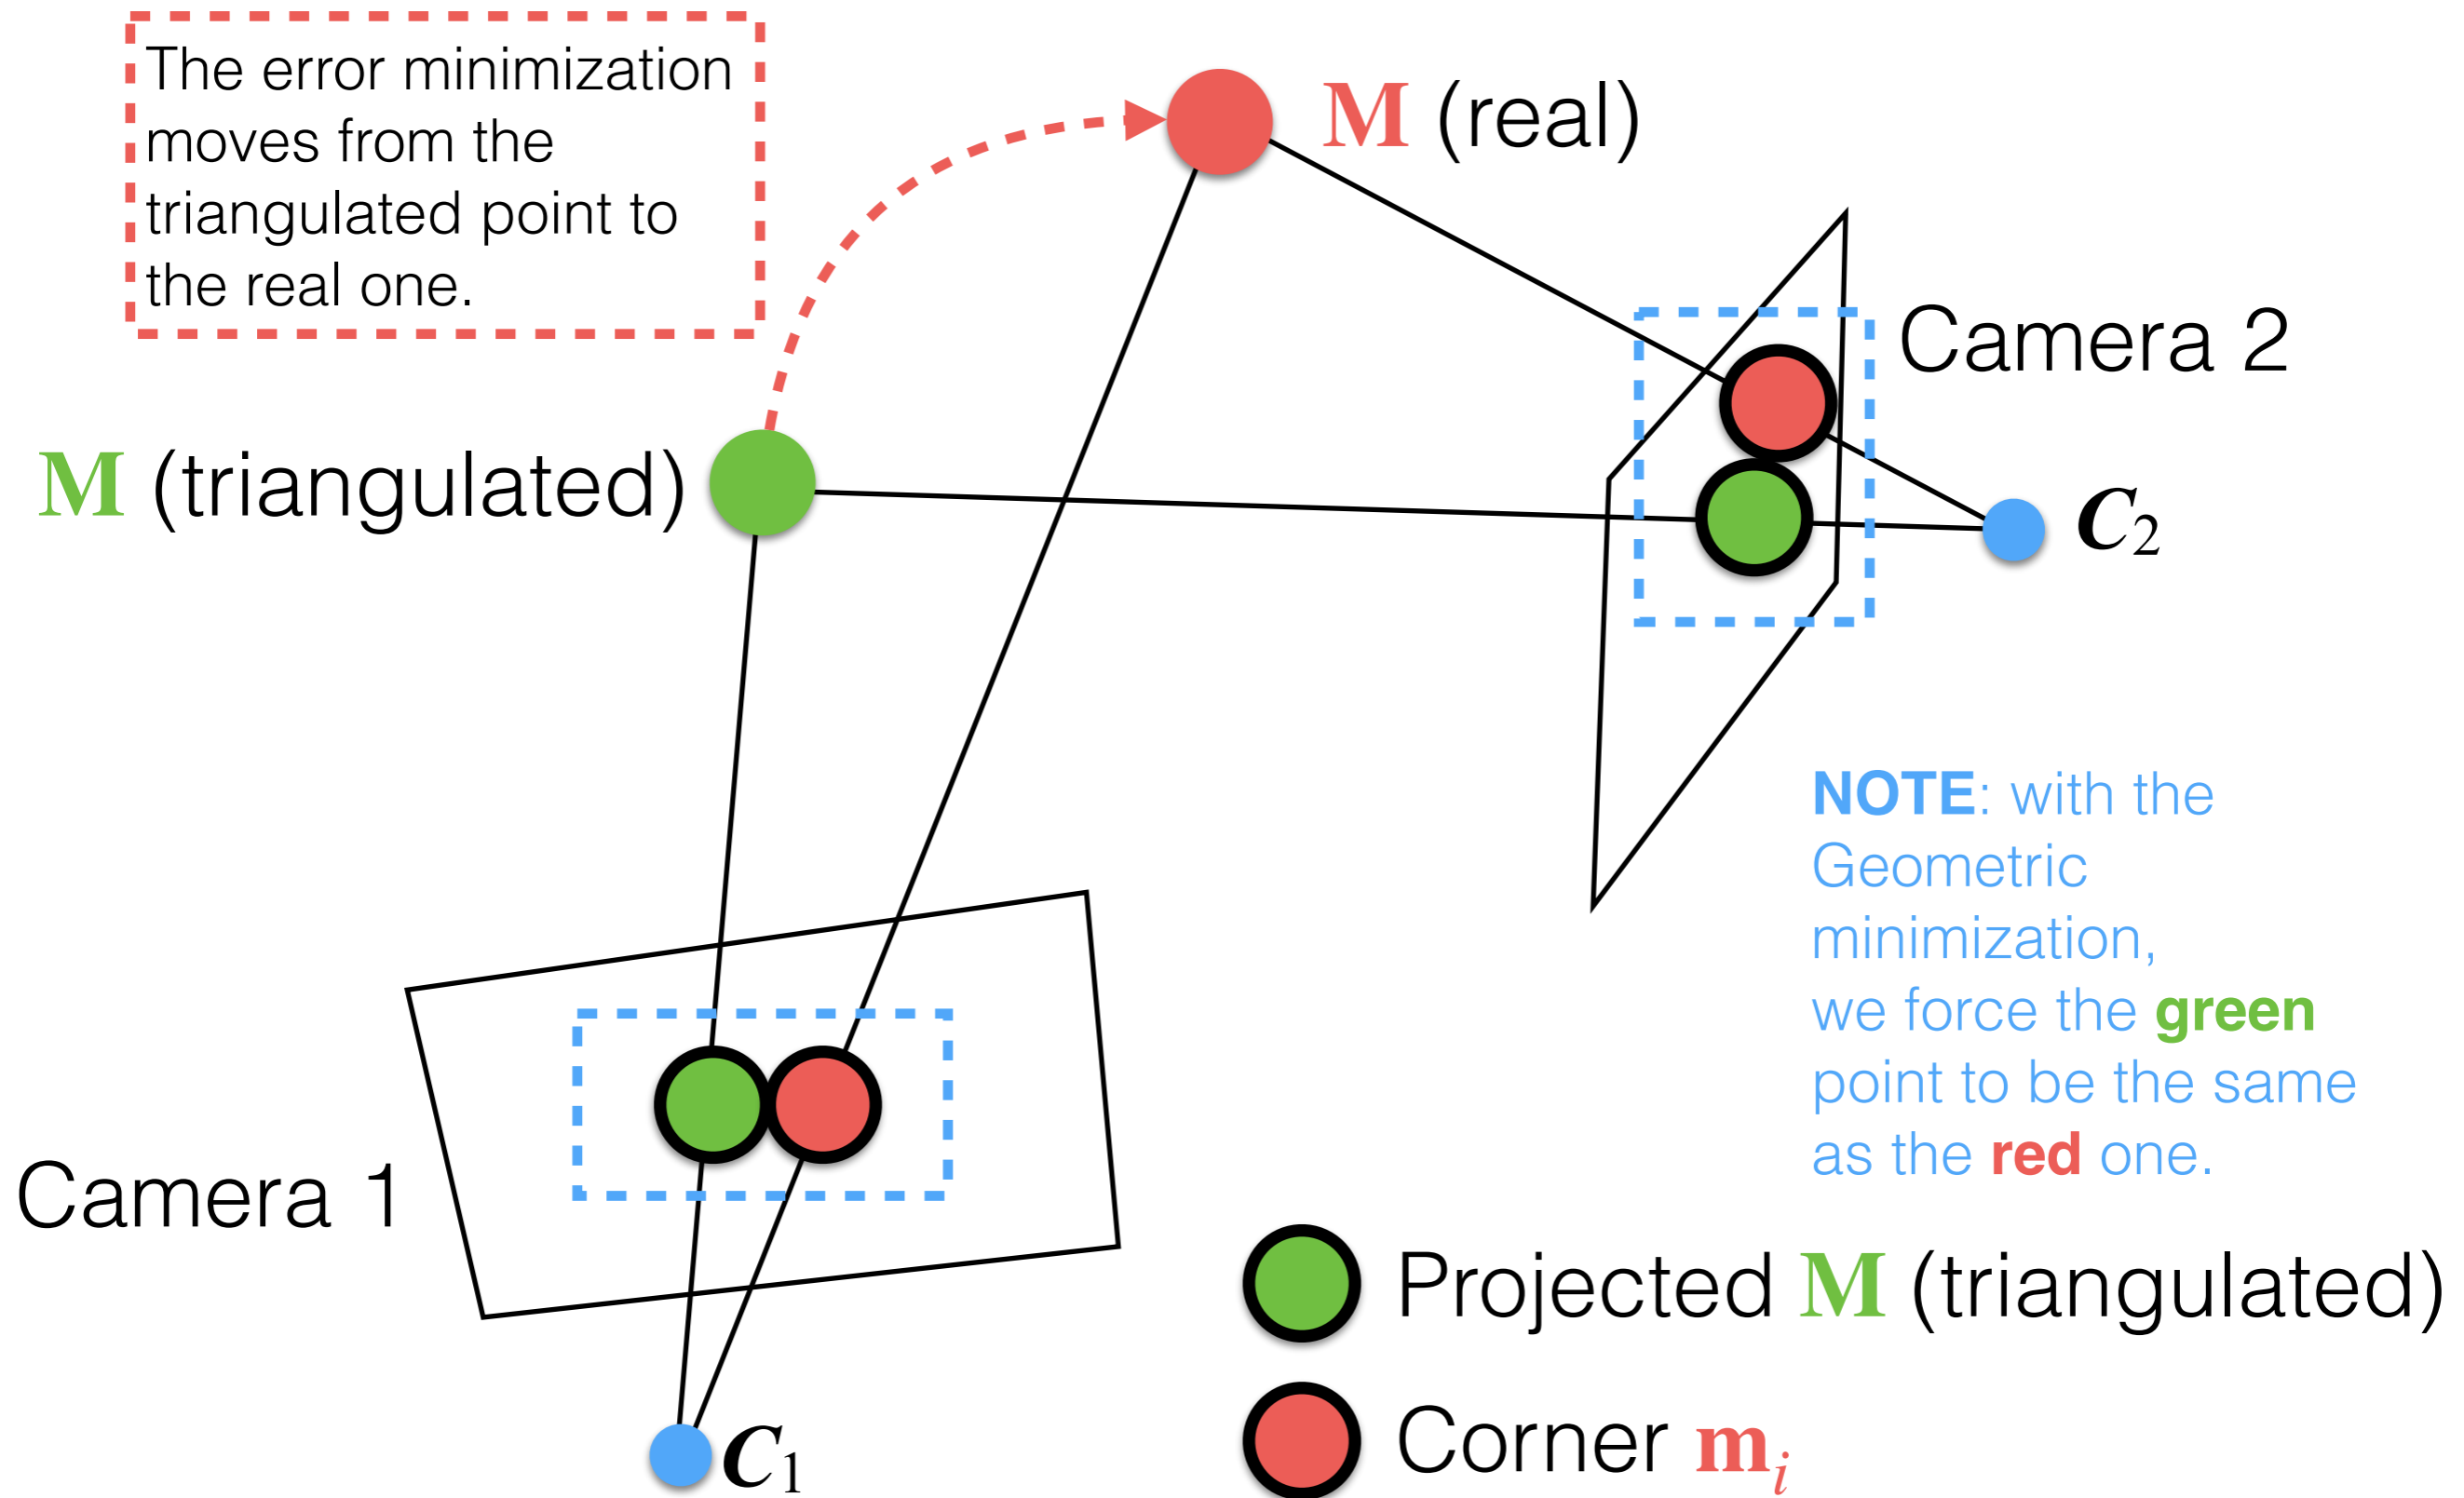 The error minimization
moves from the
triangulated point to
the real one.
M (real)
Camera 2
M (triangulated)
C2
NOTE: with the
Geometric
minimization,
we force the green
point to be the same
as the red one.
Camera 1
Projected M (triangulated)
Corner mi
C1